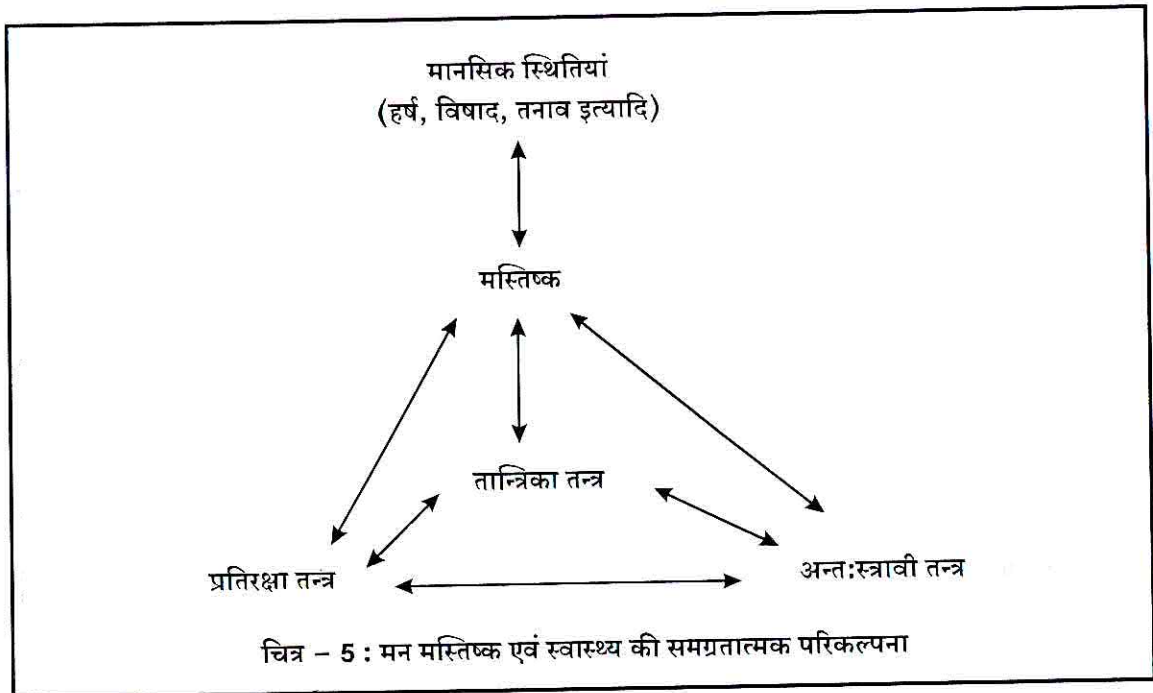 मानसिक स्थितियां
(हर्ष, विषाद, तनाव इत्यादि)
मस्तिष्क
तान्त्रिका तन्त्र
प्रतिरक्षा तन्त्र
अन्त:स्त्रावी तन्त्र
चित्र – 5 : मन मस्तिष्क एवं स्वास्थ्य की समग्रतात्मक परिकल्पना